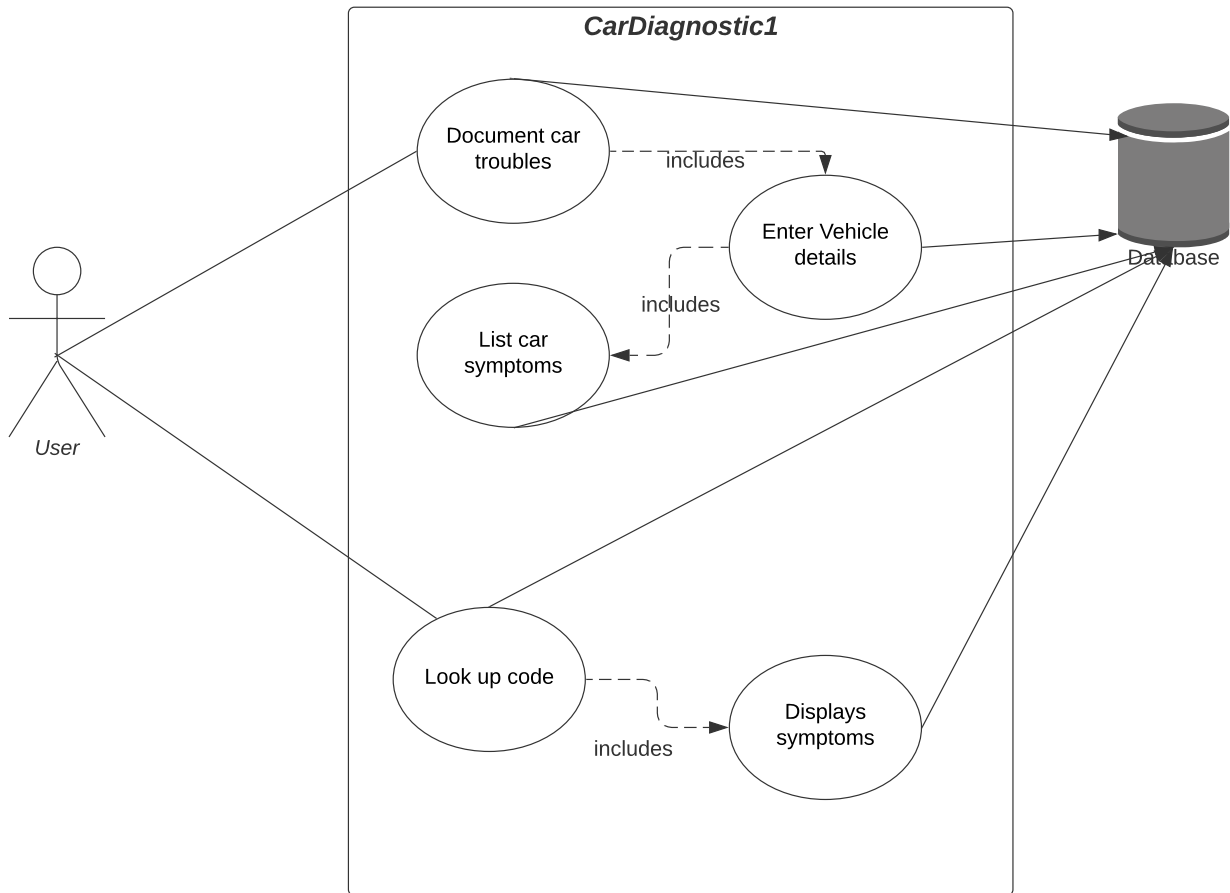 CarDiagnostic1
Document car
troubles
includes
Enter Vehicle
details
Database
includes
List car
symptoms
User
Look up code
Displays
symptoms
includes